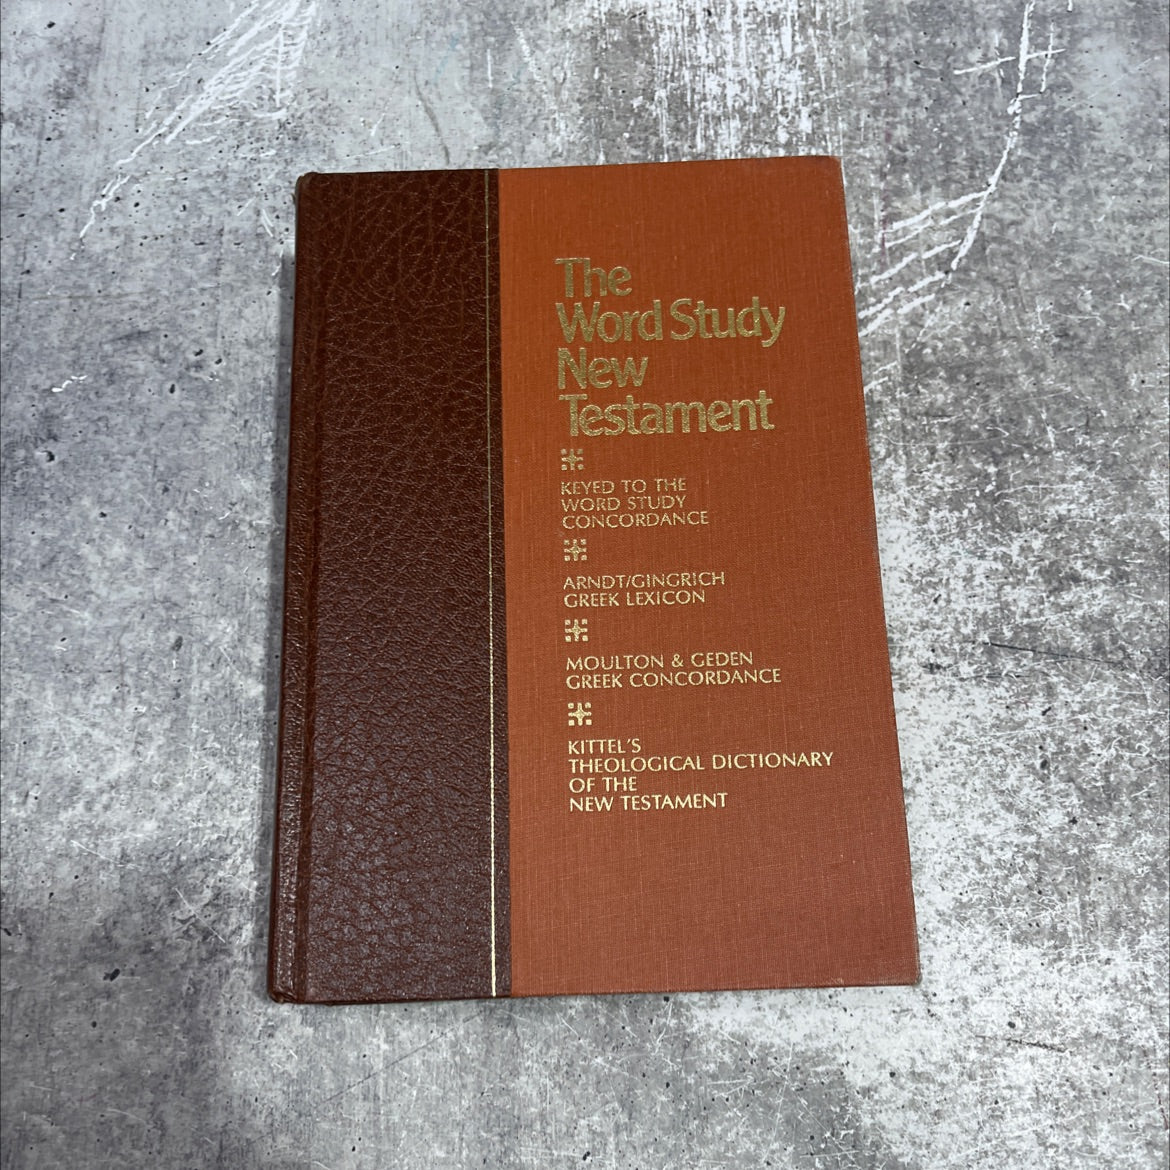 The
Word Study
New
Testament
KEYED TO THE
WORD STUDY
CONCORDANCE
ARNDT/GINGRICH
GREEK LEXICON
MOULTON & GEDEN
GREEK CONCORDANCE
KITTEL'S
THEOLOGICAL DICTIONARY
OF THE
NEW TESTAMENT